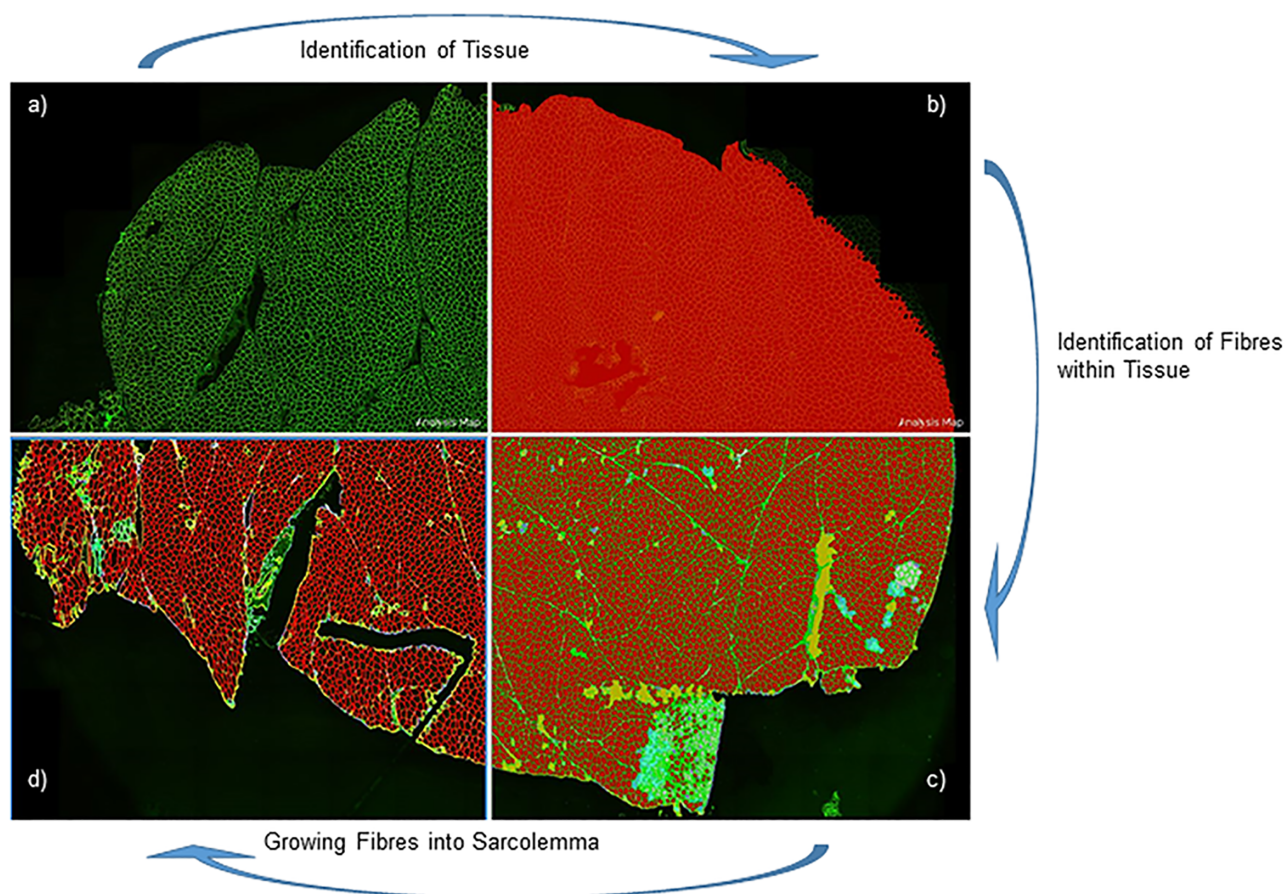 Identification of Tissue
a)
b)
Analysis Map
Analysis Map
Identification of Fibres
within Tissue
d)
c)
Growing Fibres into Sarcolemma